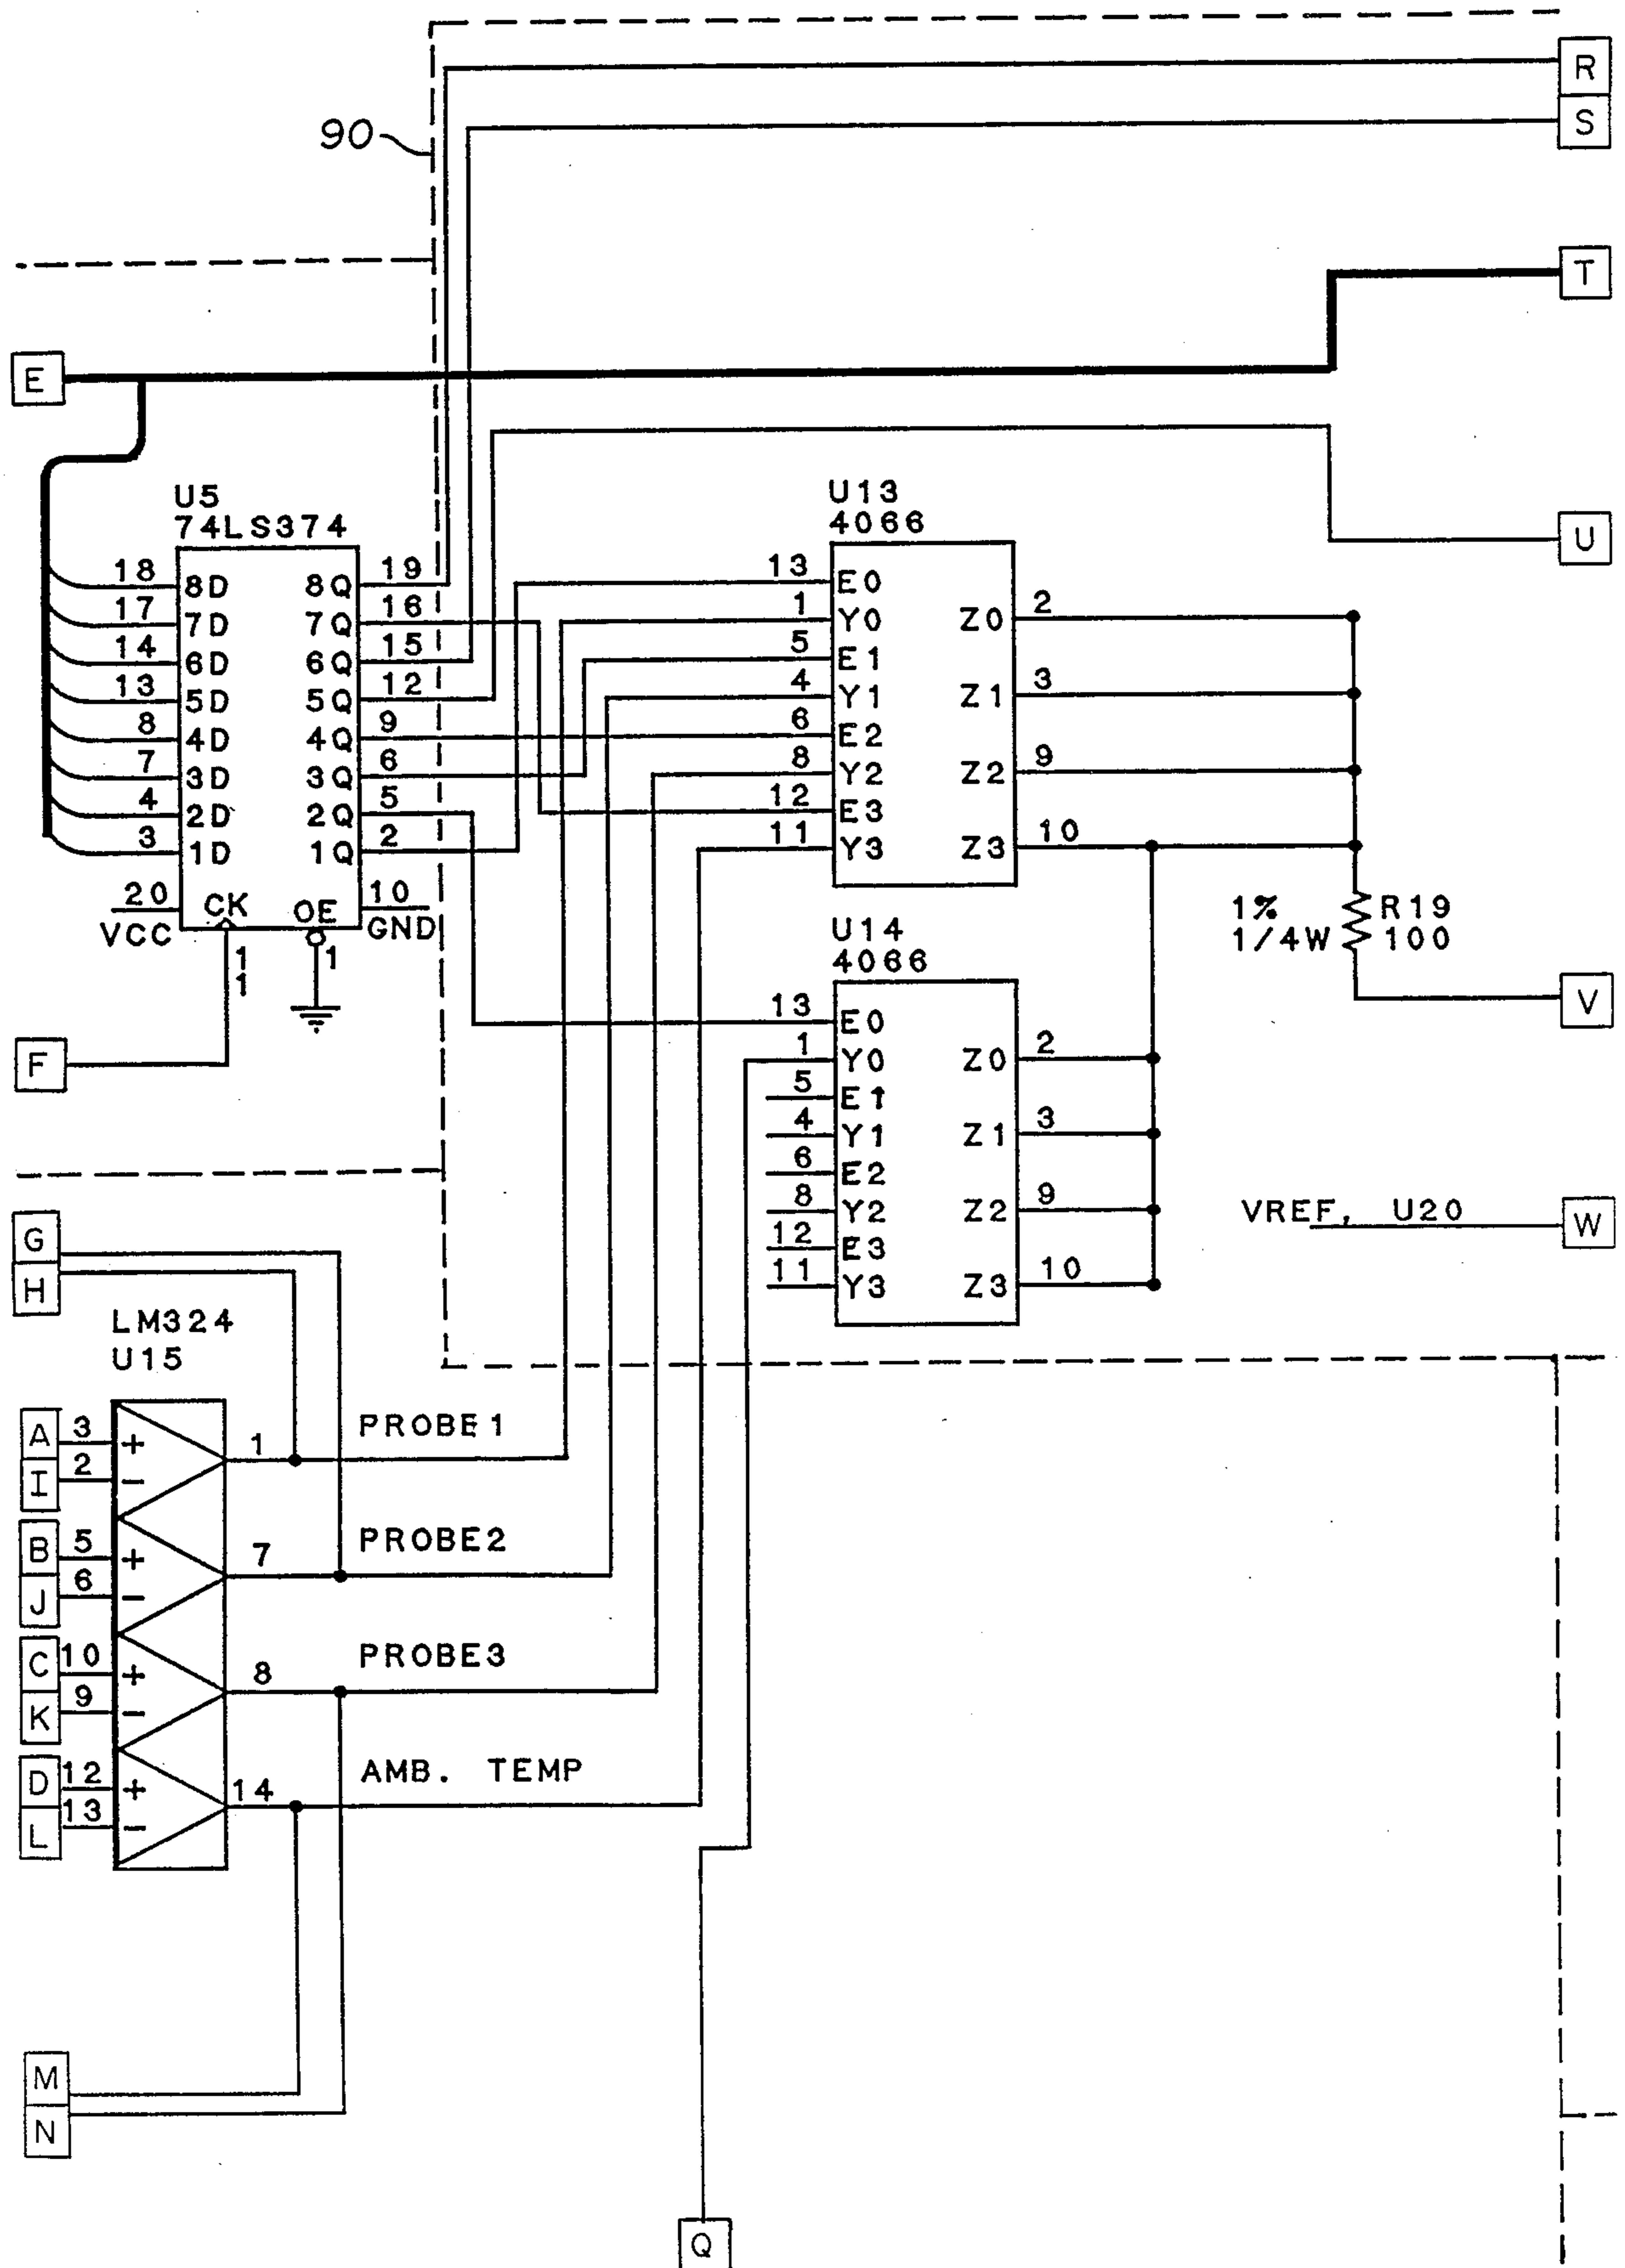 R
90
S
T
E
U5
74LS374
U13
4066
U
18 8D 8Q 19
17 7D 7Q 16
14 6D 6Q 15
13 5D 5Q 12
8 4D 4Q 9
7 3D 3Q 6
4 2D 2Q 5
3 1D 1Q 2
20 CK OE 10
VCC GND
1
1
1
13 E0
1 Y0 Z0 2
5 E1
4 Y1 Z1 3
6 E2
8 Y2 Z2 9
12 E3
11 Y3 Z3 10
1% R19
1/4W 100
V
F
U14
4066
13 E0
1 Y0 Z0 2
5 E1
4 Y1 Z1 3
6 E2
8 Y2 Z2 9
12 E3
11 Y3 Z3 10
VREF, U20 W
G
H
LM324
U15
A 3 + 1 PROBE1
I 2 −
B 5 + 7 PROBE2
J 6 −
C 10 + 8 PROBE3
K 9 −
D 12 + 14 AMB. TEMP
L 13 −
M
N
Q